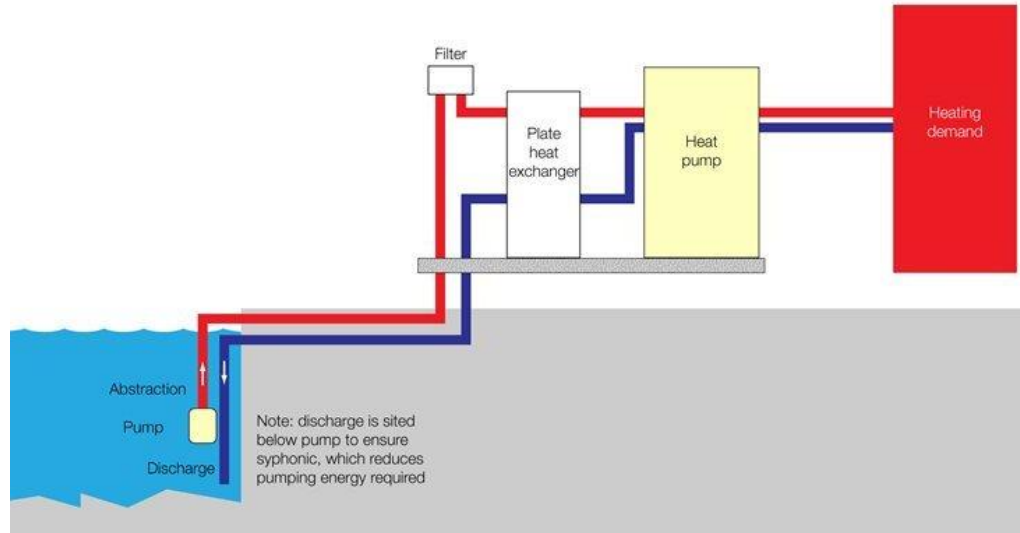 Filter
Plate
heat
exchanger
Heat
pump
Heating
demand
Abstraction
Pump
Discharge
Note: discharge is sited
below pump to ensure
syphonic, which reduces
pumping energy required